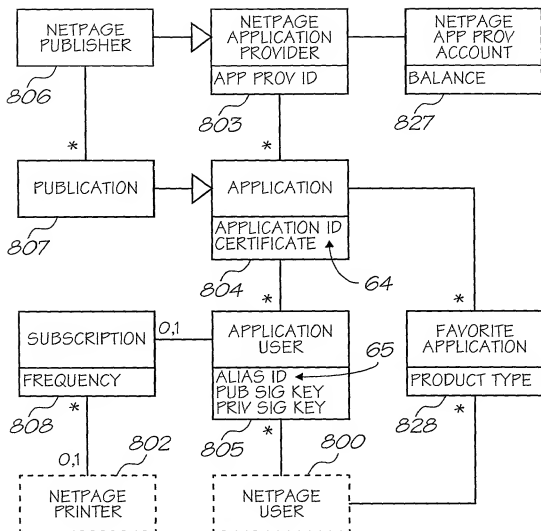 NETPAGE
PUBLISHER
806
NETPAGE
APPLICATION
PROVIDER
APP PROV ID
803
NETPAGE
APP PROV
ACCOUNT
BALANCE
827
*
*
PUBLICATION
807
APPLICATION
APPLICATION ID
CERTIFICATE
804
64
*
*
SUBSCRIPTION
FREQUENCY
808
0,1
APPLICATION
USER
ALIAS ID
PUB SIG KEY
PRIV SIG KEY
805
65
FAVORITE
APPLICATION
PRODUCT TYPE
828
*
*
*
802
800
0,1
NETPAGE
PRINTER
NETPAGE
USER